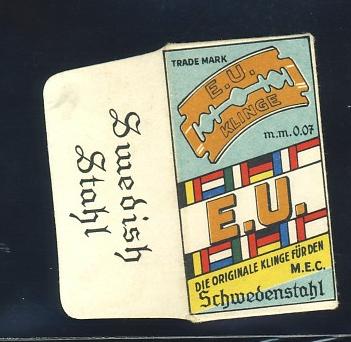 Swedish
Stahl
TRADE MARK
E.U.
KLINGE
m.m.0.07
E.U.
DIE ORIGINALE KLINGE FÜR DEN
M.E.C.
Schwedenstahl